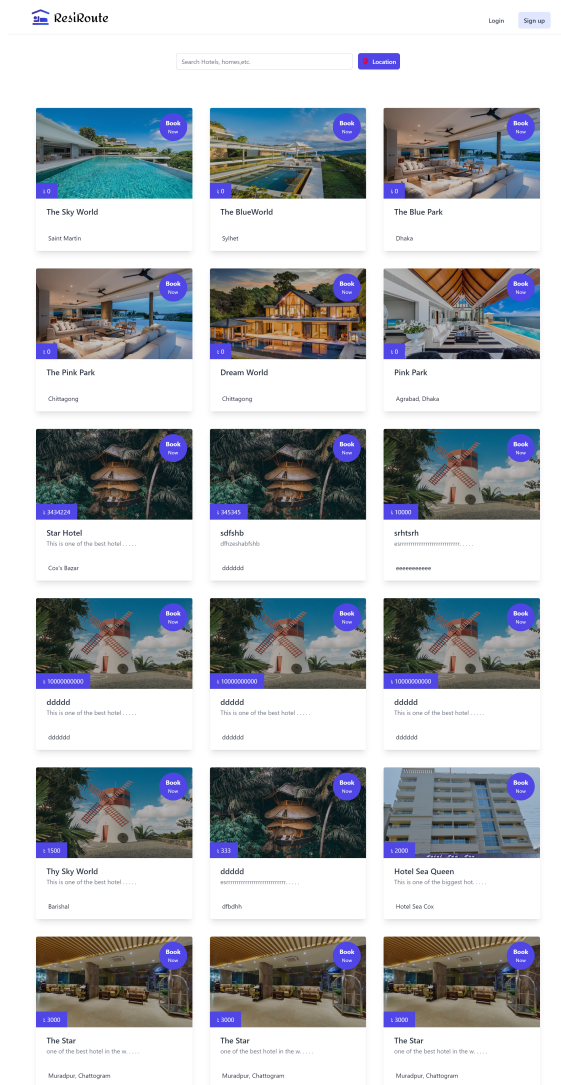 ResiRoute
Login
Sign up
Search Hotels, homes,etc.
Location
Book
Now
৳ 0
The Sky World
Saint Martin
Book
Now
৳ 0
The BlueWorld
Sylhet
Book
Now
৳ 0
The Blue Park
Dhaka
Book
Now
৳ 0
The Pink Park
Chittagong
Book
Now
৳ 0
Dream World
Chittagong
Book
Now
৳ 0
Pink Park
Agrabad, Dhaka
Book
Now
৳ 3434224
Star Hotel
This is one of the best hotel . . . . .
Cox's Bazar
Book
Now
৳ 345345
sdfshb
dfhzeshabfshb
dddddd
Book
Now
৳ 10000
srhtsrh
eeeeeeeeeee
Book
Now
৳ 10000000000
ddddd
This is one of the best hotel . . . . .
dddddd
Book
Now
৳ 10000000000
ddddd
This is one of the best hotel . . . . .
dddddd
Book
Now
৳ 10000000000
ddddd
This is one of the best hotel . . . . .
dddddd
Book
Now
৳ 1500
Thy Sky World
This is one of the best hotel . . . . .
Barishal
Book
Now
৳ 333
ddddd
dfbdhh
Book
Now
৳ 2000
Hotel Sea Queen
This is one of the biggest hot. . . . .
Hotel Sea Cox
Book
Now
৳ 3000
The Star
one of the best hotel in the w. . . . .
Muradpur, Chattogram
Book
Now
৳ 3000
The Star
one of the best hotel in the w. . . . .
Muradpur, Chattogram
Book
Now
৳ 3000
The Star
one of the best hotel in the w. . . . .
Muradpur, Chattogram